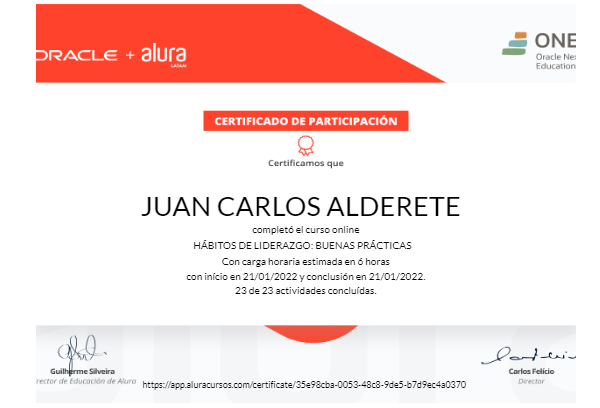 ORACLE + alura
LATAM
ONE
Oracle Nex
Education
CERTIFICADO DE PARTICIPACIÓN
Certificamos que
JUAN CARLOS ALDERETE
completó el curso online
HÁBITOS DE LIDERAZGO: BUENAS PRÁCTICAS
Con carga horaria estimada en 6 horas
con início en 21/01/2022 y conclusión en 21/01/2022.
23 de 23 actividades concluídas.
Guilherme Silveira
rector de Educación de Alura
https://app.aluracursos.com/certificate/35e98cba-0053-48c8-9de5-b7d9ec4a0370
Carlos Felício
Director